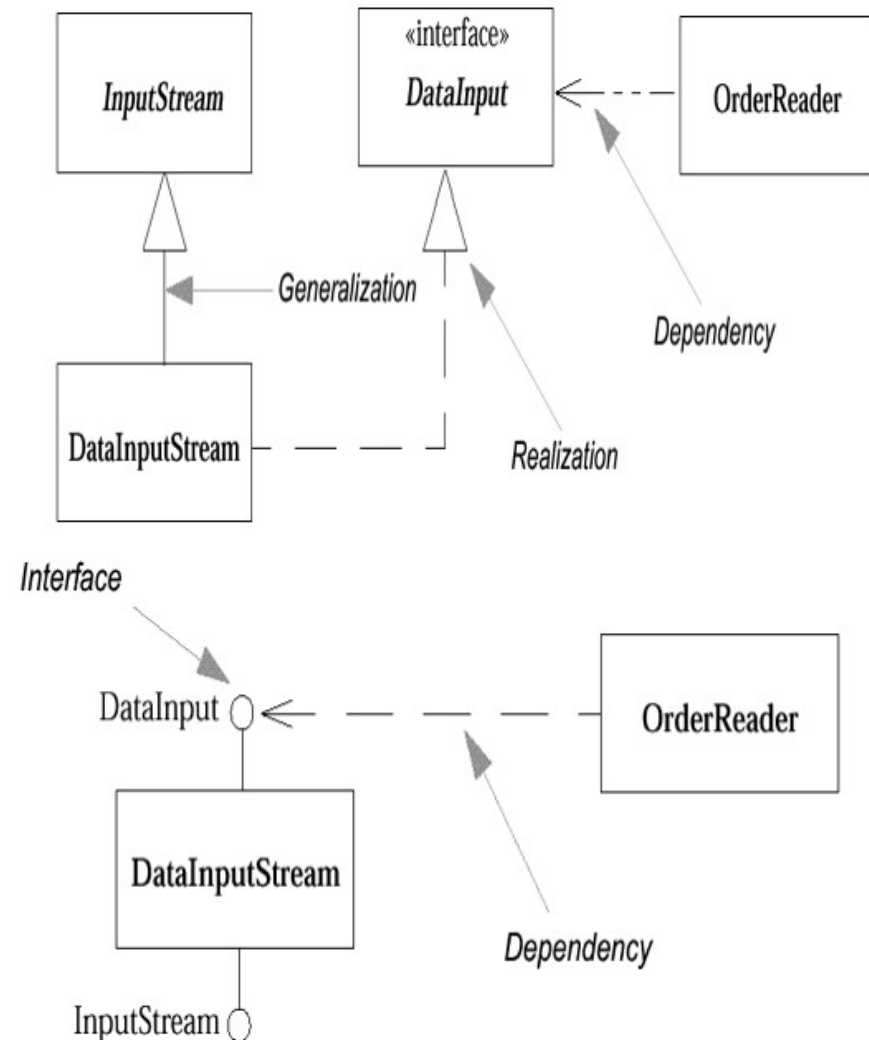 «interface»
InputStream
DataInput
OrderReader
Generalization
Dependency
DataInputStream
Realization
Interface
DataInput
OrderReader
DataInputStream
Dependency
InputStream